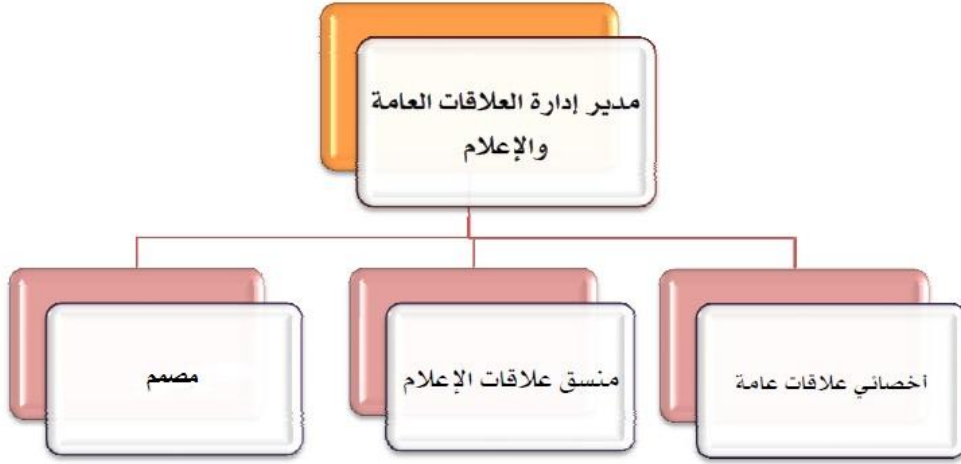 مدير إدارة العلاقات العامة
والإعلام
أخصائي علاقات عامة
منسق علاقات الإعلام
مصمم